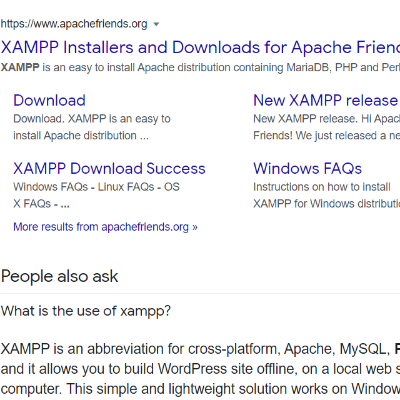 https://www.apachefriends.org
XAMPP Installers and Downloads for Apache Frien
XAMPP is an easy to install Apache distribution containing MariaDB, PHP and Per
Download
Download. XAMPP is an easy to
install Apache distribution ...
New XAMPP release
New XAMPP release. Hi Apac
Friends! We just released a ne
XAMPP Download Success
Windows FAQs - Linux FAQs - OS
X FAQs - ...
Windows FAQs
Instructions on how to install
XAMPP for Windows distributi
More results from apachefriends.org »
People also ask
What is the use of xampp?
XAMPP is an abbreviation for cross-platform, Apache, MySQL, P
and it allows you to build WordPress site offline, on a local web s
computer. This simple and lightweight solution works on Window